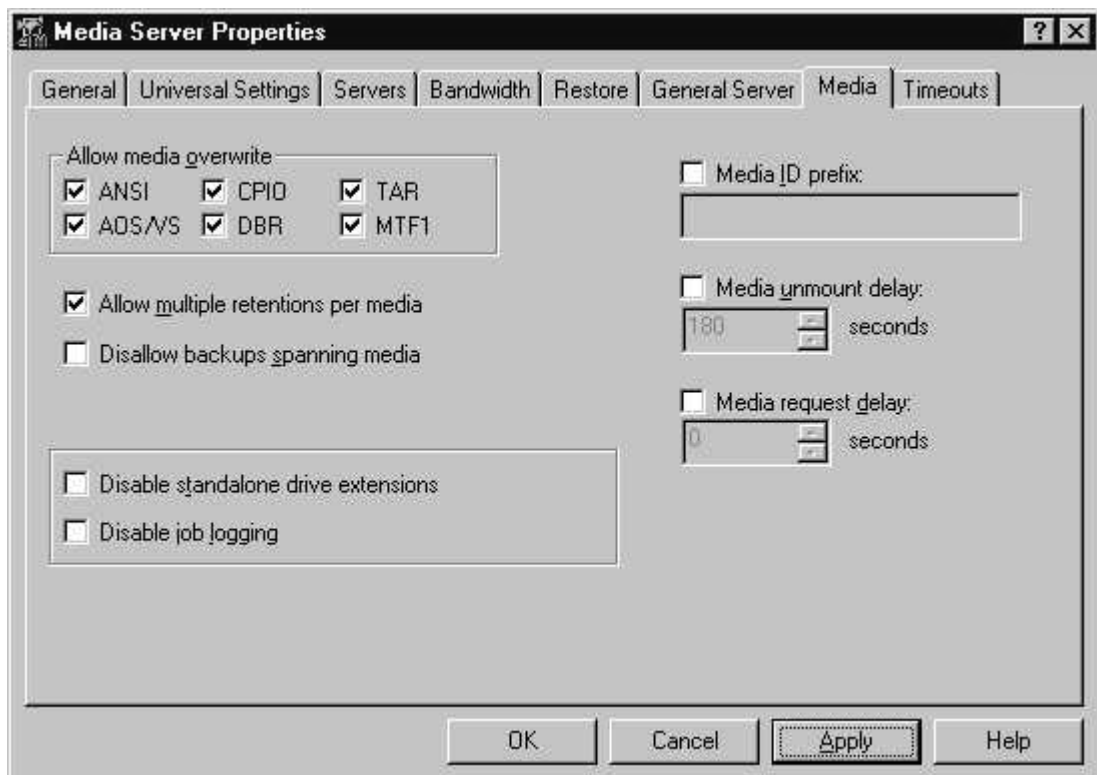 Media Server Properties
General Universal Settings Servers Bandwidth Restore General Server Media Timeouts
Allow media overwrite
ANSI CPIO TAR
AOS/VS DBR MTF1
Allow multiple retentions per media
Disallow backups spanning media
Disable standalone drive extensions
Disable job logging
Media ID prefix:
Media unmount delay:
180 seconds
Media request delay:
0 seconds
OK Cancel Apply Help